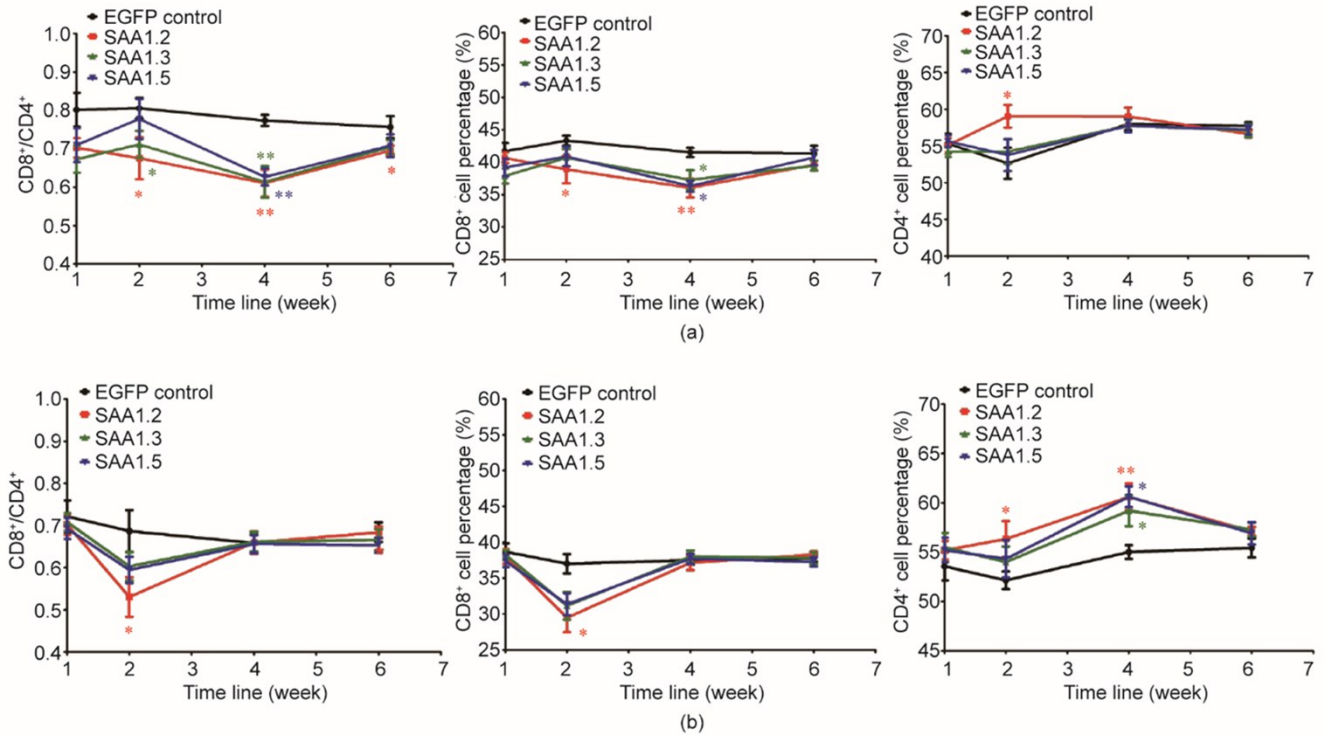 EGFP control
SAA1.2
SAA1.3
SAA1.5
CD8⁺/CD4⁺
1.0
0.9
1.0
0.8
0.7
0.6
0.5
0.4
**
*
*
**
**
*
1 2 3 4 5 6 7
Time line (week)
EGFP control
SAA1.2
SAA1.3
SAA1.5
CD8⁺ cell percentage (%)
60
55
50
45
40
35
30
25
*
*
**
*
1 2 3 4 5 6 7
Time line (week)
EGFP control
SAA1.2
SAA1.3
SAA1.5
CD4⁺ cell percentage (%)
70
65
60
55
50
45
40
*
1 2 3 4 5 6 7
Time line (week)
(a)
EGFP control
SAA1.2
SAA1.3
SAA1.5
CD8⁺/CD4⁺
1.0
0.9
0.8
0.7
0.6
0.5
0.4
*
1 2 3 4 5 6 7
Time line (week)
EGFP control
SAA1.2
SAA1.3
SAA1.5
CD8⁺ cell percentage (%)
60
55
50
45
40
35
30
25
*
1 2 3 4 5 6 7
Time line (week)
EGFP control
SAA1.2
SAA1.3
SAA1.5
CD4⁺ cell percentage (%)
70
65
60
55
50
45
*
**
*
*
1 2 3 4 5 6 7
Time line (week)
(b)